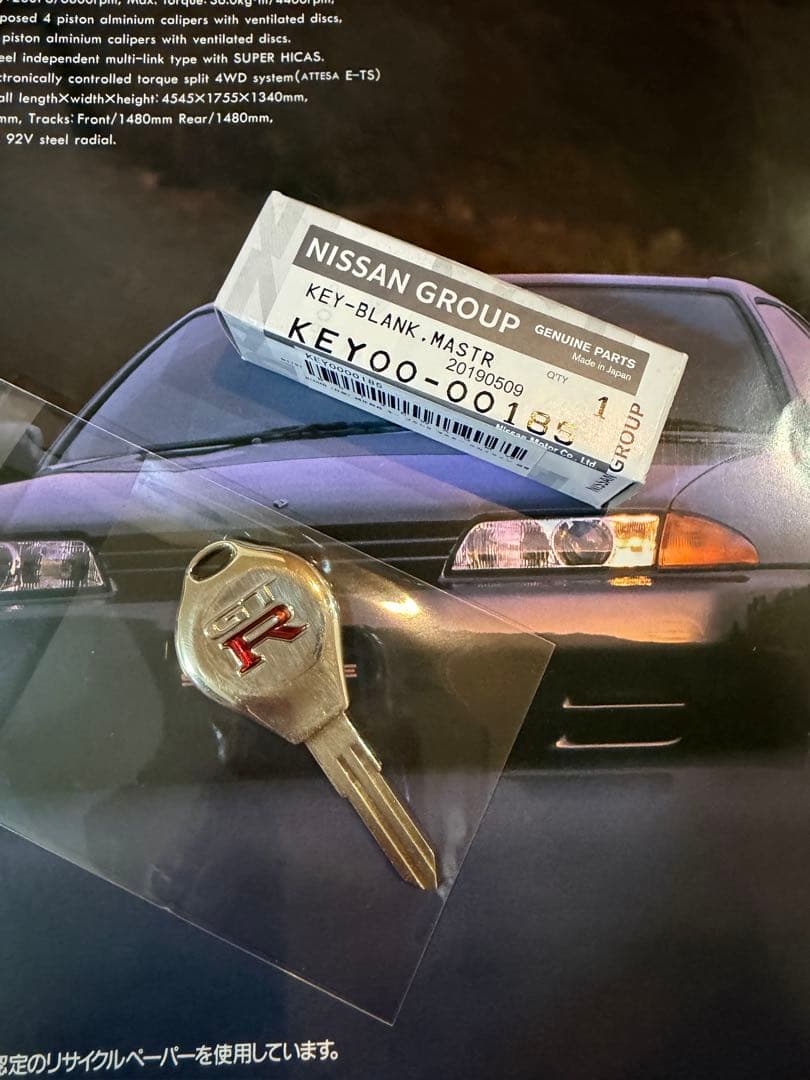 posed 4 piston alminium calipers with ventilated discs,
piston alminium calipers with ventilated discs.
eel independent multi-link type with SUPER HICAS.
ctronically controlled torque split 4WD system(ATTESA E-TS)
all length×width×height: 4545×1755×1340mm,
mm, Tracks: Front/1480mm Rear/1480mm,
92V steel radial.
NISSAN GROUP
GENUINE PARTS
Made in Japan
KEY-BLANK.MASTR
20190509
Q'TY
1
KEY00-00185
KEY0000185
Nissan Motor Co., Ltd.
NISSAN GROUP
GT
R
認定のリサイクルペーパーを使用しています。